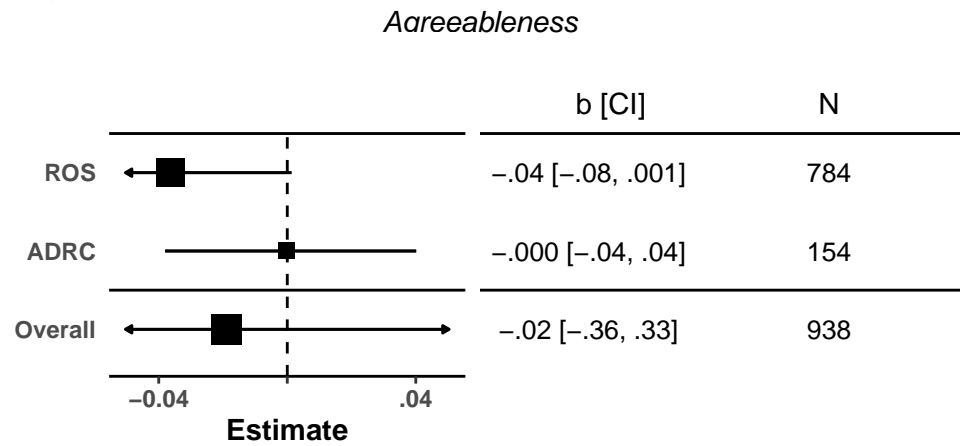 Agreeableness
b [CI] N
ROS −.04 [−.08, .001] 784
ADRC −.000 [−.04, .04] 154
Overall −.02 [−.36, .33] 938
−0.04 .04
Estimate